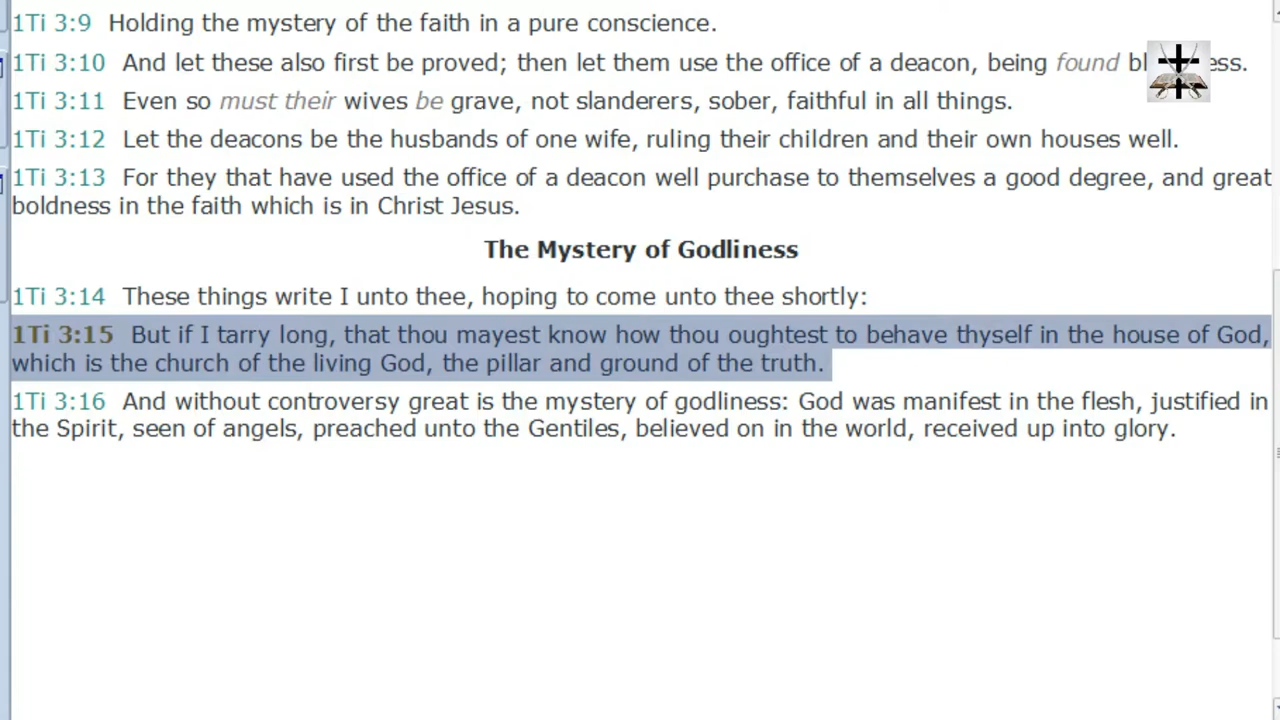 1Ti 3:9 Holding the mystery of the faith in a pure conscience.
1Ti 3:10 And let these also first be proved; then let them use the office of a deacon, being found
1Ti 3:11 Even so must their wives be grave, not slanderers, sober, faithful in all things.
1Ti 3:12 Let the deacons be the husbands of one wife, ruling their children and their own houses well.
1Ti 3:13 For they that have used the office of a deacon well purchase to themselves a good degree, and great
boldness in the faith which is in Christ Jesus.
The Mystery of Godliness
1Ti 3:14 These things write I unto thee, hoping to come unto thee shortly:
1Ti 3:15 But if I tarry long, that thou mayest know how thou oughtest to behave thyself in the house of God,
which is the church of the living God, the pillar and ground of the truth.
1Ti 3:16 And without controversy great is the mystery of godliness: God was manifest in the flesh, justified in
the Spirit, seen of angels, preached unto the Gentiles, believed on in the world, received up into glory.